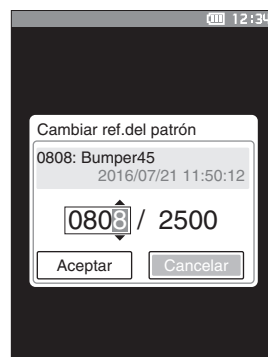 12:34
Cambiar ref.del patrón
0808: Bumper45
2016/07/21 11:50:12
0808 / 2500
Aceptar Cancelar